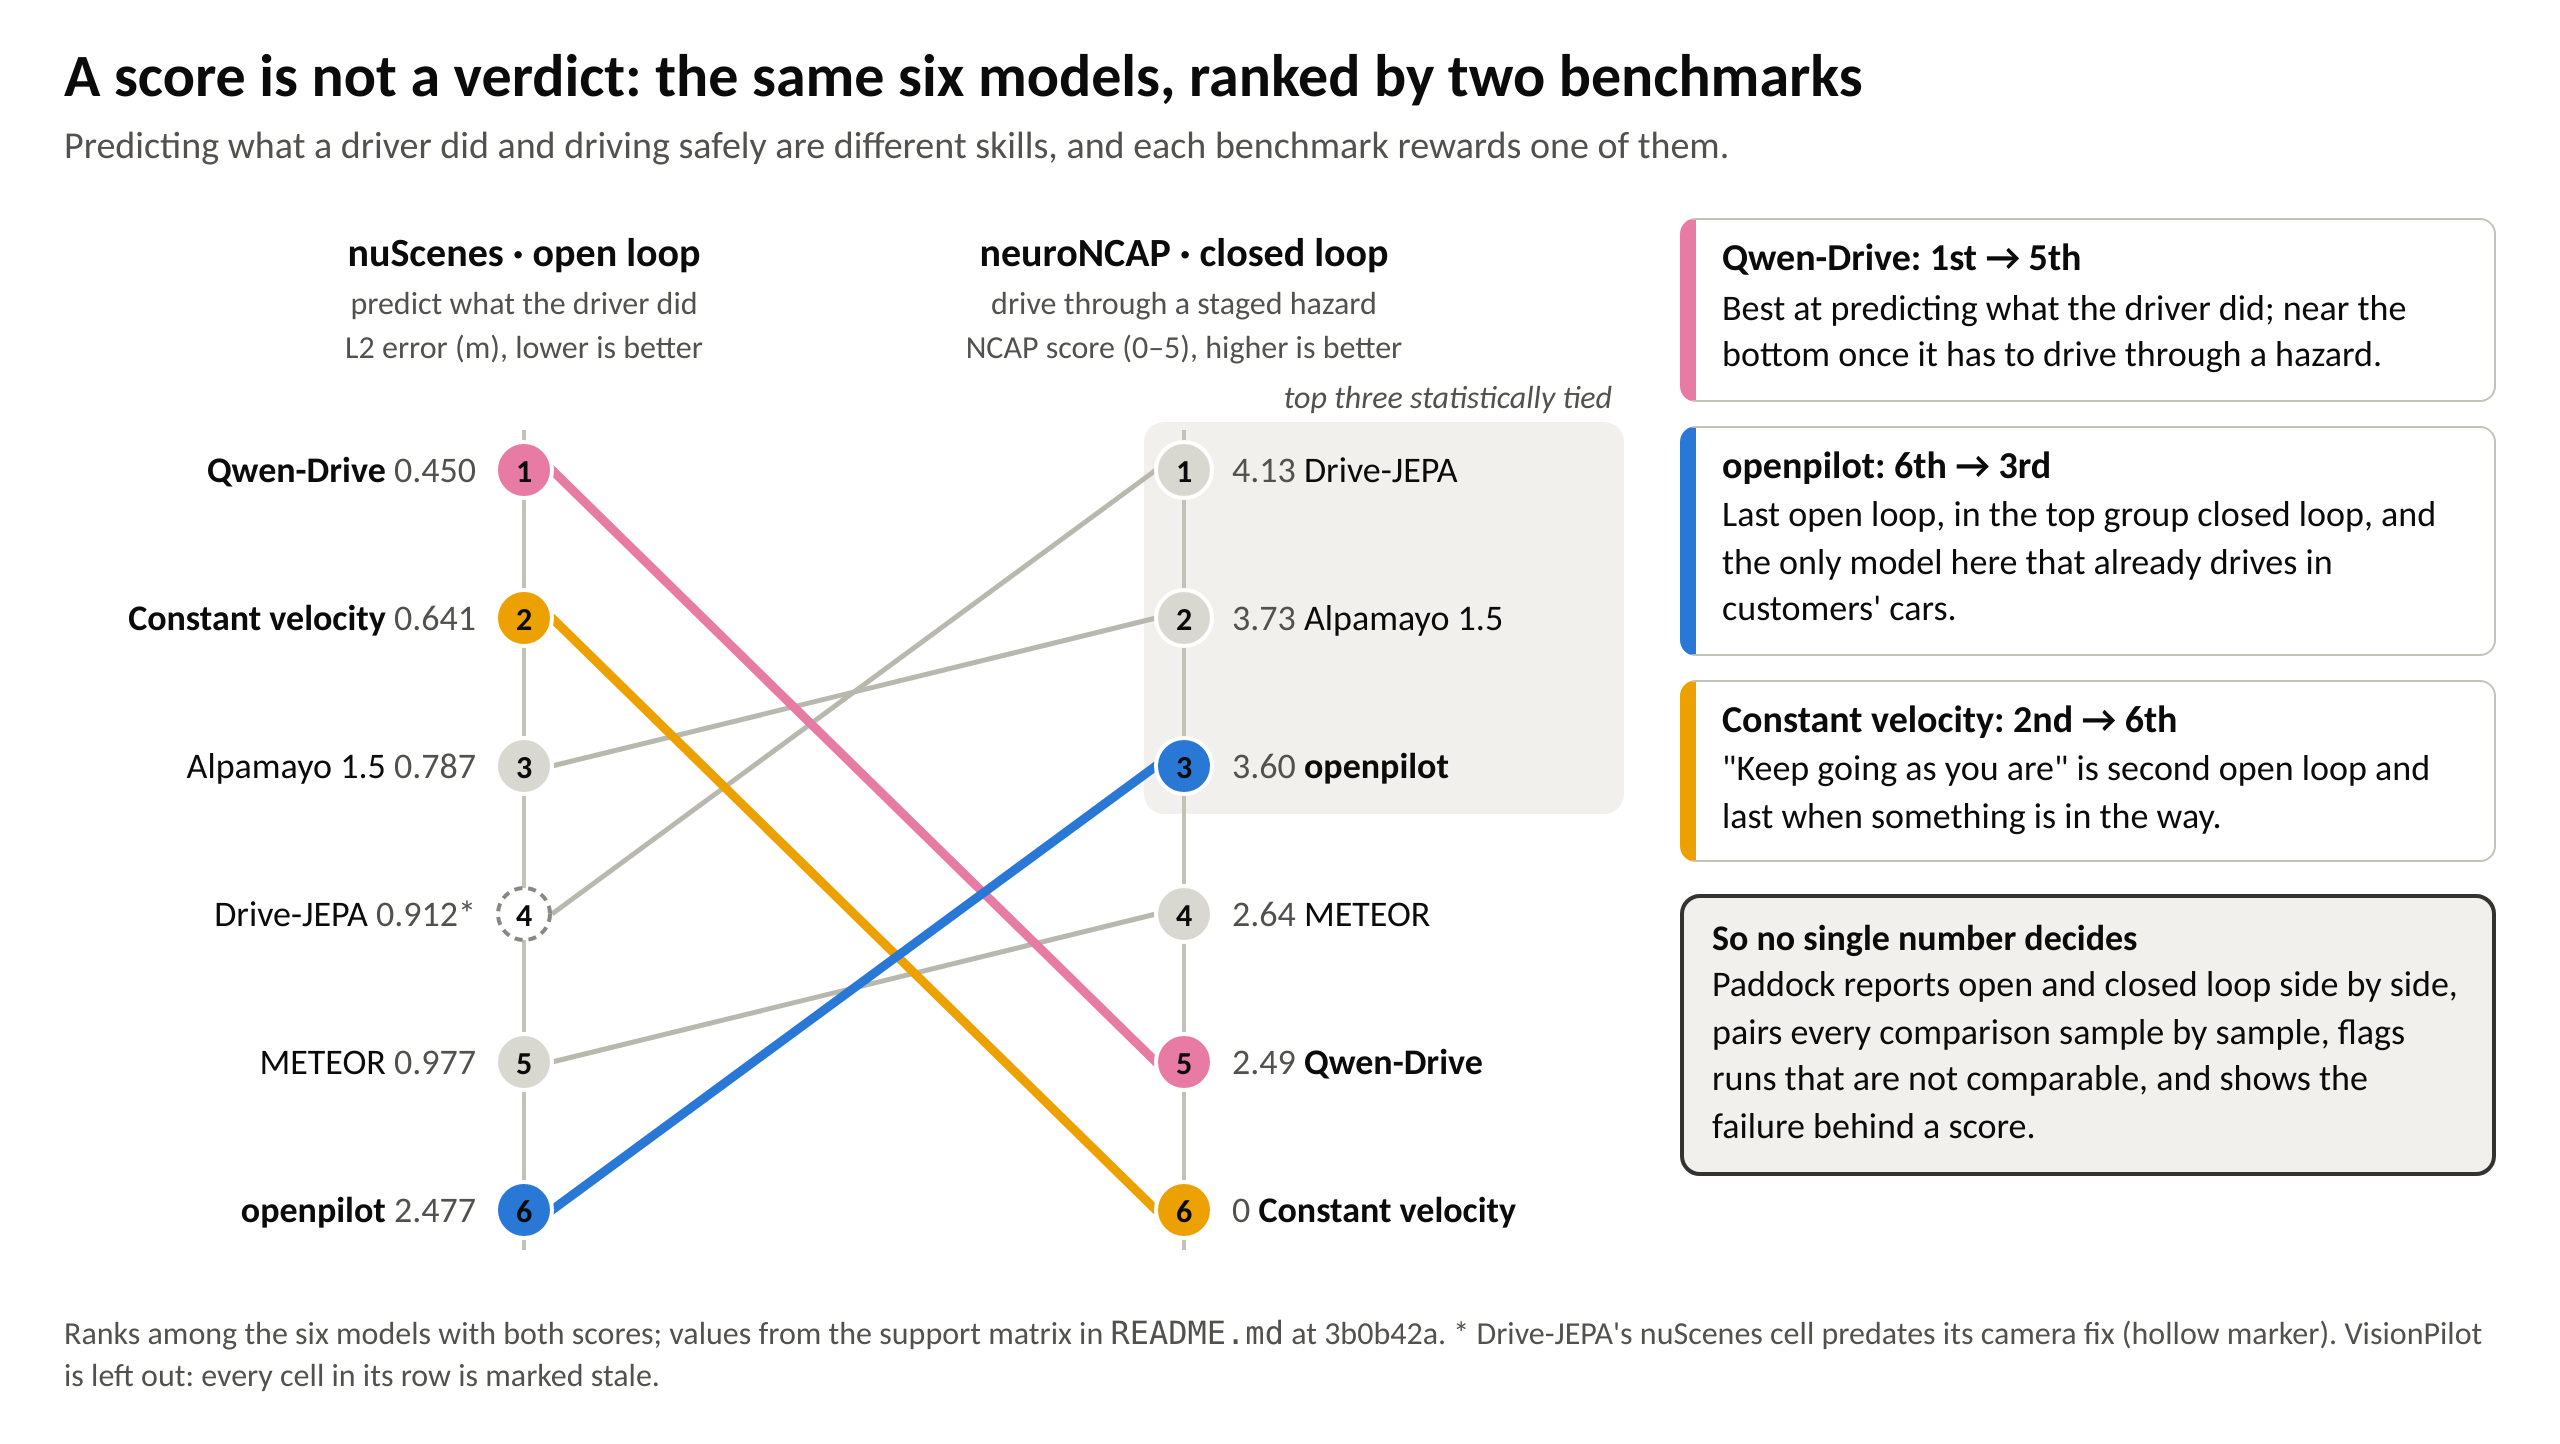 A score is not a verdict: the same six models, ranked by two benchmarks
Predicting what a driver did and driving safely are different skills, and each benchmark rewards one of them.
nuScenes · open loop
predict what the driver did
L2 error (m), lower is better
neuroNCAP · closed loop
drive through a staged hazard
NCAP score (0–5), higher is better
top three statistically tied
Qwen-Drive 0.450 1
Constant velocity 0.641 2
Alpamayo 1.5 0.787 3
Drive-JEPA 0.912* 4
METEOR 0.977 5
openpilot 2.477 6
1 4.13 Drive-JEPA
2 3.73 Alpamayo 1.5
3 3.60 openpilot
4 2.64 METEOR
5 2.49 Qwen-Drive
6 0 Constant velocity
Qwen-Drive: 1st → 5th
Best at predicting what the driver did; near the
bottom once it has to drive through a hazard.
openpilot: 6th → 3rd
Last open loop, in the top group closed loop, and
the only model here that already drives in
customers' cars.
Constant velocity: 2nd → 6th
"Keep going as you are" is second open loop and
last when something is in the way.
So no single number decides
Paddock reports open and closed loop side by side,
pairs every comparison sample by sample, flags
runs that are not comparable, and shows the
failure behind a score.
Ranks among the six models with both scores; values from the support matrix in README.md at 3b0b42a. * Drive-JEPA's nuScenes cell predates its camera fix (hollow marker). VisionPilot
is left out: every cell in its row is marked stale.